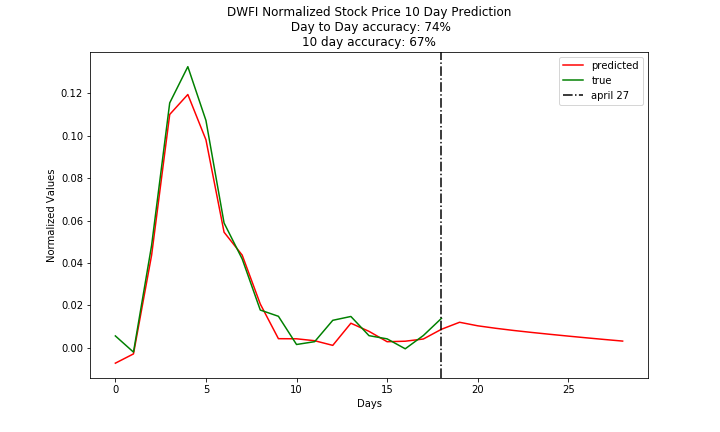 DWFI Normalized Stock Price 10 Day Prediction
Day to Day accuracy: 74%
10 day accuracy: 67%
predicted
true
april 27
0.12
0.10
0.08
0.06
0.04
0.02
0.00
Normalized Values
0 5 10 15 20 25
Days